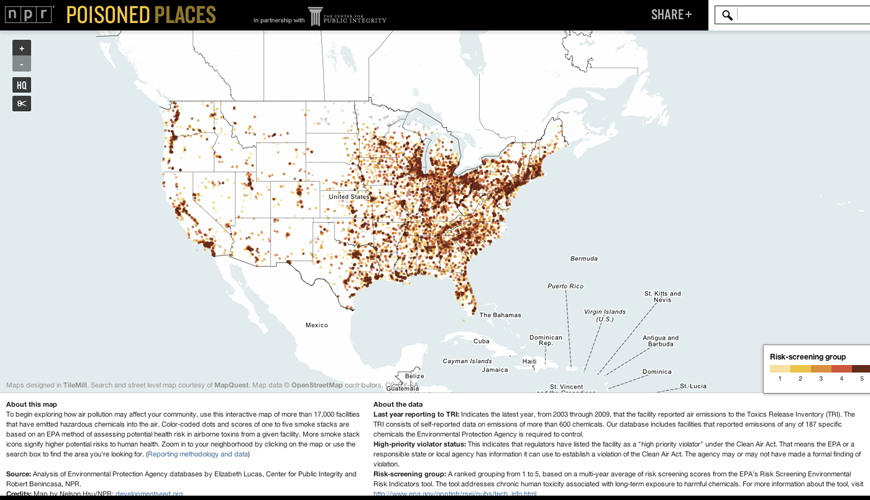 npr
POISONED PLACES
In partnership with
THE CENTER FOR
PUBLIC INTEGRITY
SHARE+
+
-
HQ
United States
Bermuda
Puerto Rico
St. Kitts and
Nevis
Virgin Islands
(U.S.)
The Bahamas
Mexico
Cuba
Dominican
Rep.
Antigua and
Barbuda
Cayman Islands
Haiti
Jamaica
Dominica
Belize
Guatemala
St. Vincent
St.-Lucia
Risk-screening group
1 2 3 4 5
Maps designed in TileMill. Search and street level map courtesy of MapQuest. Map data © OpenStreetMap contributors,
About this map
To begin exploring how air pollution may affect your community, use this interactive map of more than 17,000 facilities
that have emitted hazardous chemicals into the air. Color-coded dots and scores of one to five smoke stacks are
based on an EPA method of assessing potential health risk in airborne toxins from a given facility. More smoke stack
icons signify higher potential risks to human health. Zoom in to your neighborhood by clicking on the map or use the
search box to find the area you're looking for. (Reporting methodology and data)
Source: Analysis of Environmental Protection Agency databases by Elizabeth Lucas, Center for Public Integrity and
Robert Benincasa, NPR.
Credits: Map by Nelson Hsu/NPR; developmentseed.org
About the data
Last year reporting to TRI: Indicates the latest year, from 2003 through 2009, that the facility reported air emissions to the Toxics Release Inventory (TRI). The
TRI consists of self-reported data on emissions of more than 600 chemicals. Our database includes facilities that reported emissions of any of 187 specific
chemicals the Environmental Protection Agency is required to control.
High-priority violator status: This indicates that regulators have listed the facility as a "high priority violator" under the Clean Air Act. That means the EPA or a
responsible state or local agency has information it can use to establish a violation of the Clean Air Act. The agency may or may not have made a formal finding of
violation.
Risk-screening group: A ranked grouping from 1 to 5, based on a multi-year average of risk screening scores from the EPA's Risk Screening Environmental
Risk Indicators tool. The tool addresses chronic human toxicity associated with long-term exposure to harmful chemicals. For more information about the tool, visit
http://www.epa.gov/opptintr/rsei/pubs/tech_info.html